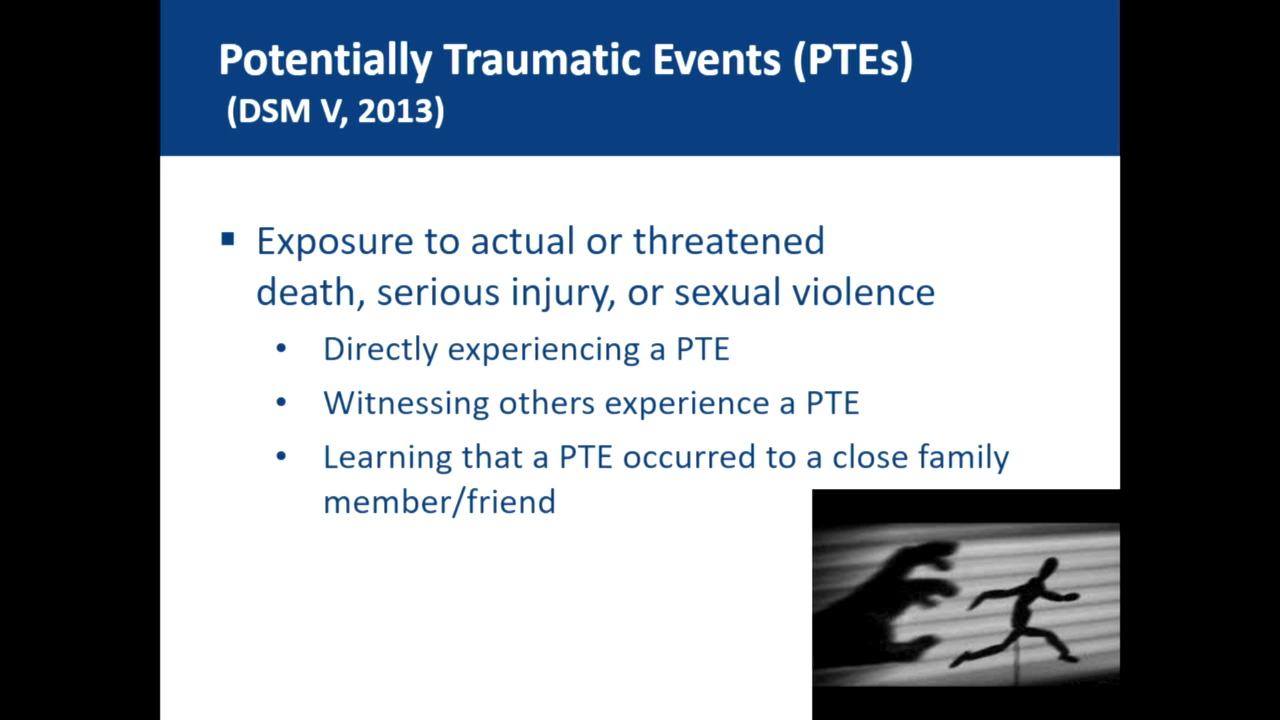 Potentially Traumatic Events (PTEs)
(DSM V, 2013)
▪ Exposure to actual or threatened
death, serious injury, or sexual violence
• Directly experiencing a PTE
• Witnessing others experience a PTE
• Learning that a PTE occurred to a close family
member/friend